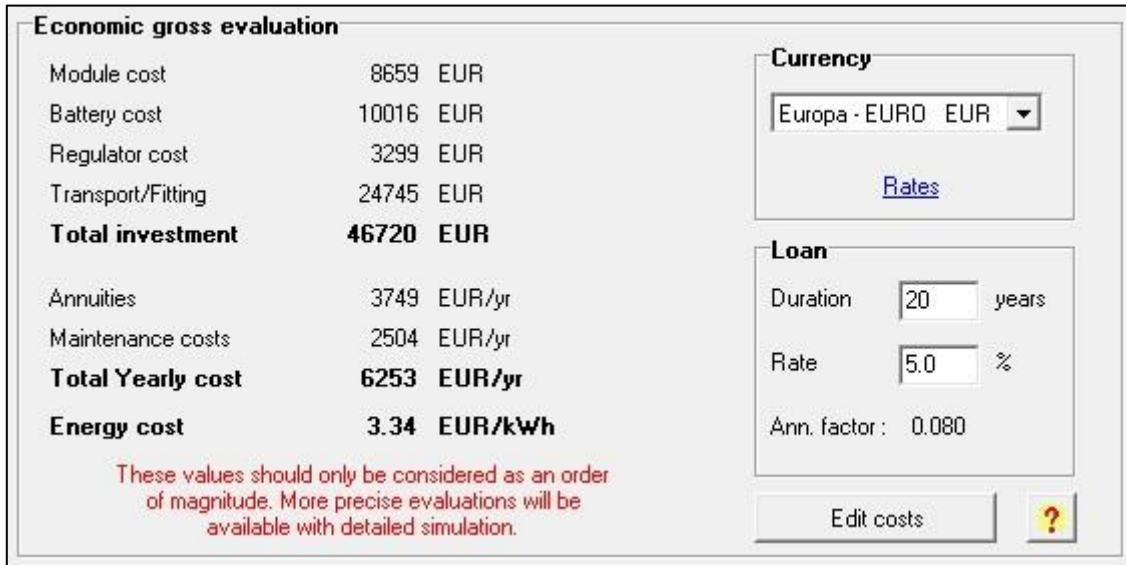 Economic gross evaluation
Module cost 8659 EUR
Battery cost 10016 EUR
Regulator cost 3299 EUR
Transport/Fitting 24745 EUR
Total investment 46720 EUR
Annuities 3749 EUR/yr
Maintenance costs 2504 EUR/yr
Total Yearly cost 6253 EUR/yr
Energy cost 3.34 EUR/kWh
These values should only be considered as an order
of magnitude. More precise evaluations will be
available with detailed simulation.
Currency
Europa - EURO EUR
Rates
Loan
Duration 20 years
Rate 5.0 %
Ann. factor : 0.080
Edit costs ?